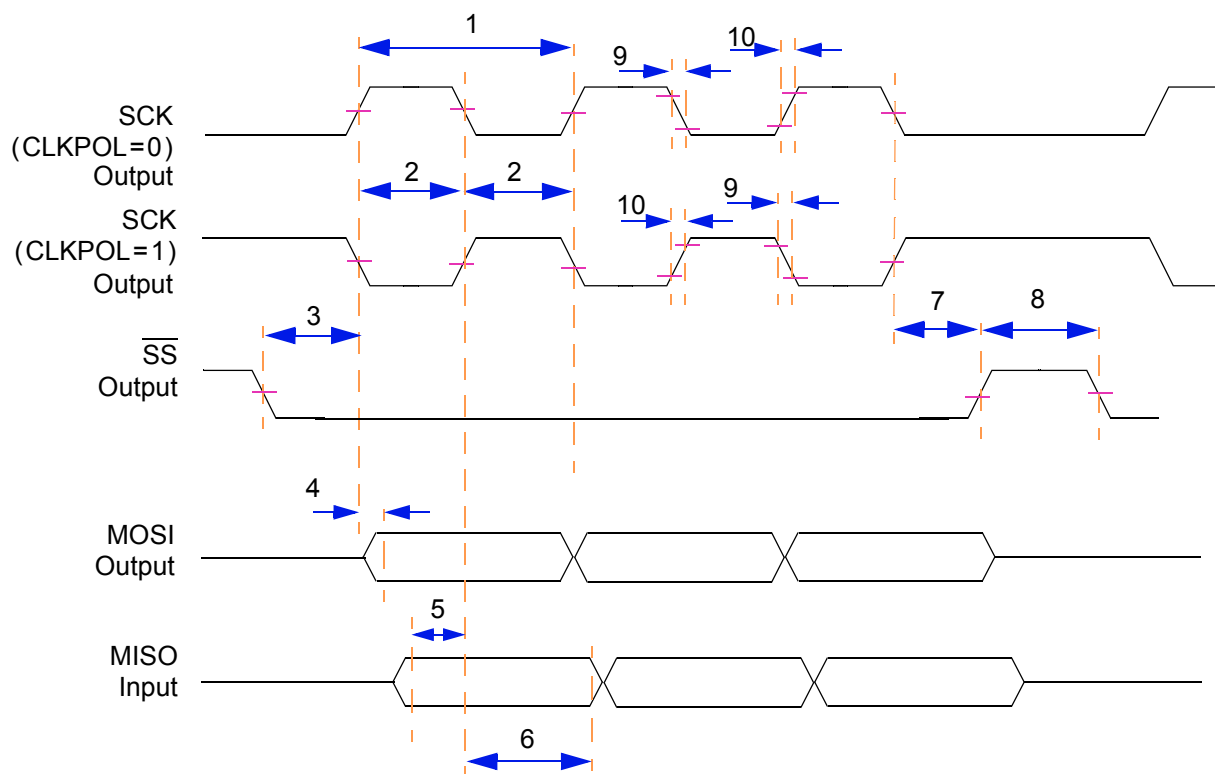 1
10
9
SCK
(CLKPOL=0)
Output
2
2
9
10
SCK
(CLKPOL=1)
Output
7
8
3
SS
Output
4
MOSI
Output
5
MISO
Input
6